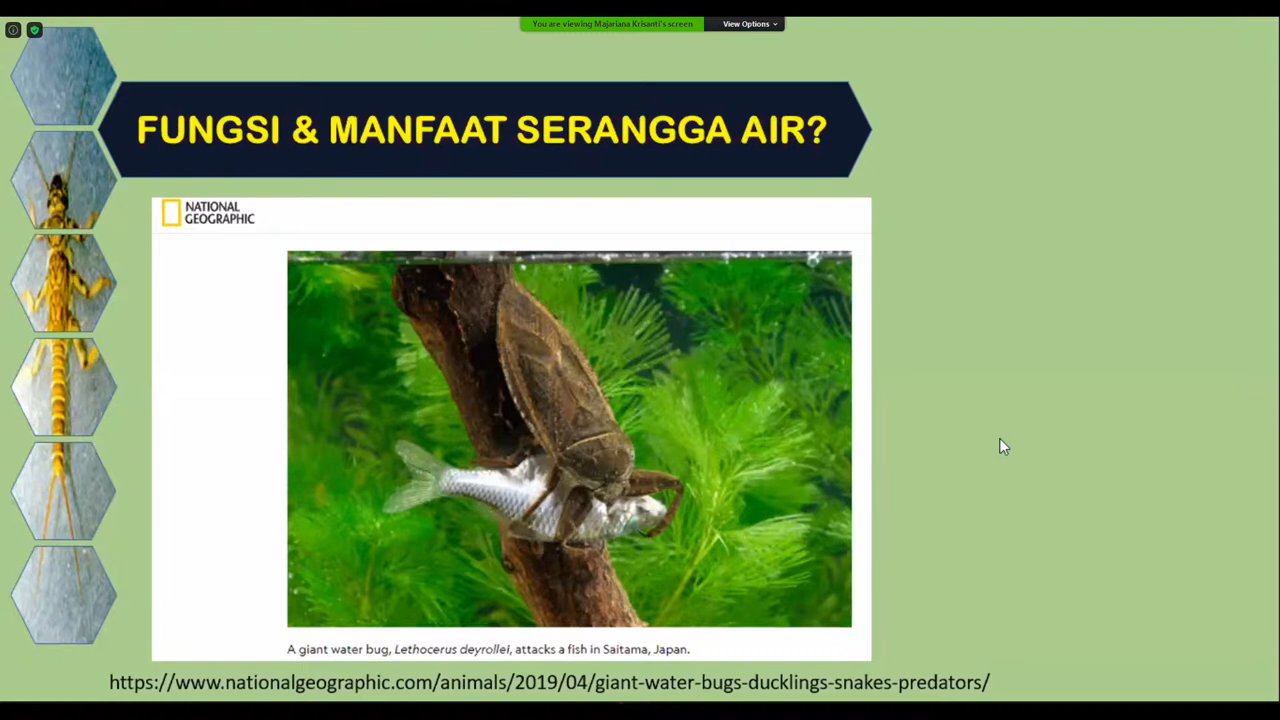 You are viewing Majariana Krisanti's screen
View Options
FUNGSI & MANFAAT SERANGGA AIR?
NATIONAL
GEOGRAPHIC
A giant water bug, Lethocerus deyrollei, attacks a fish in Saitama, Japan.
https://www.nationalgeographic.com/animals/2019/04/giant-water-bugs-ducklings-snakes-predators/